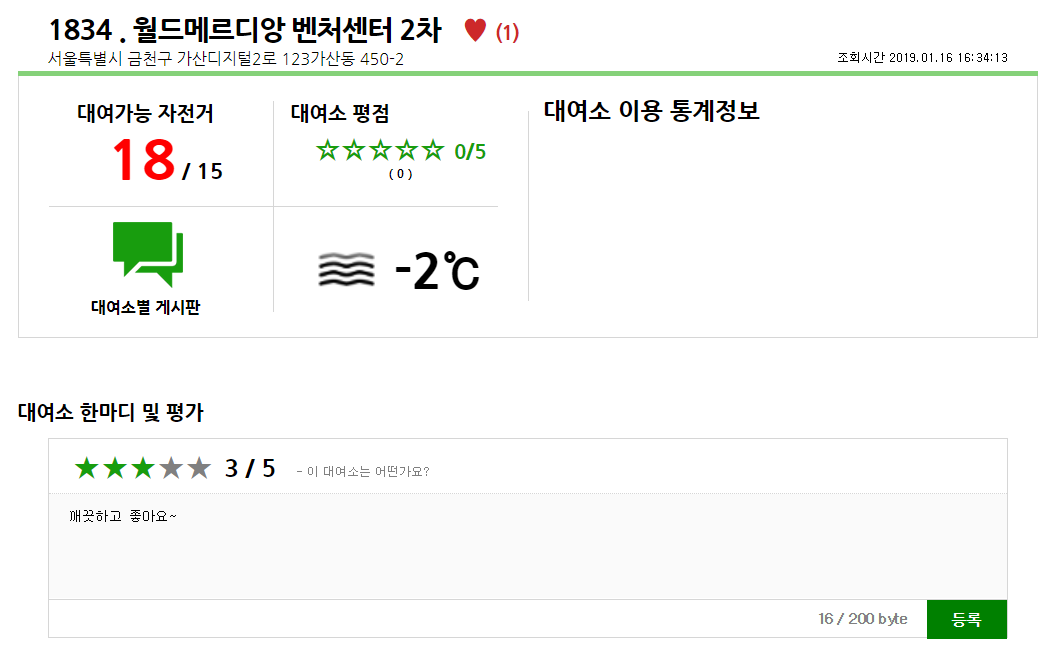 1834 . 월드메르디앙 벤처센터 2차 (1)
서울특별시 금천구 가산디지털2로 123가산동 450-2
조회시간 2019.01.16 16:34:13
대여가능 자전거
18 / 15
대여소 평점
0/5
( 0 )
대여소 이용 통계정보
대여소별 게시판
-2℃
대여소 한마디 및 평가
3 / 5 - 이 대여소는 어떤가요?
깨끗하고 좋아요~
16 / 200 byte
등록